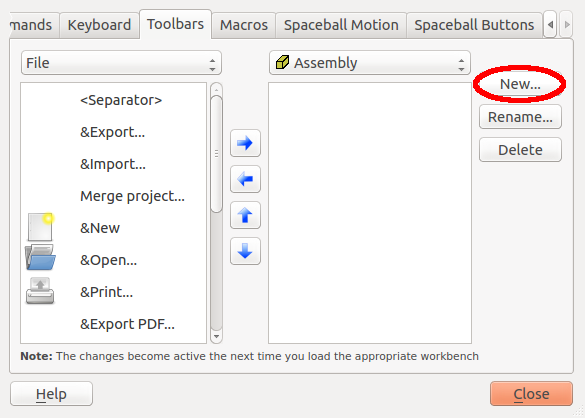 mands
Keyboard
Toolbars
Macros
Spaceball Motion
Spaceball Buttons
File
Assembly
New...
Rename...
Delete
<Separator>
&Export...
&Import...
Merge project...
&New
&Open...
&Print...
&Export PDF...
Note: The changes become active the next time you load the appropriate workbench
Help
Close